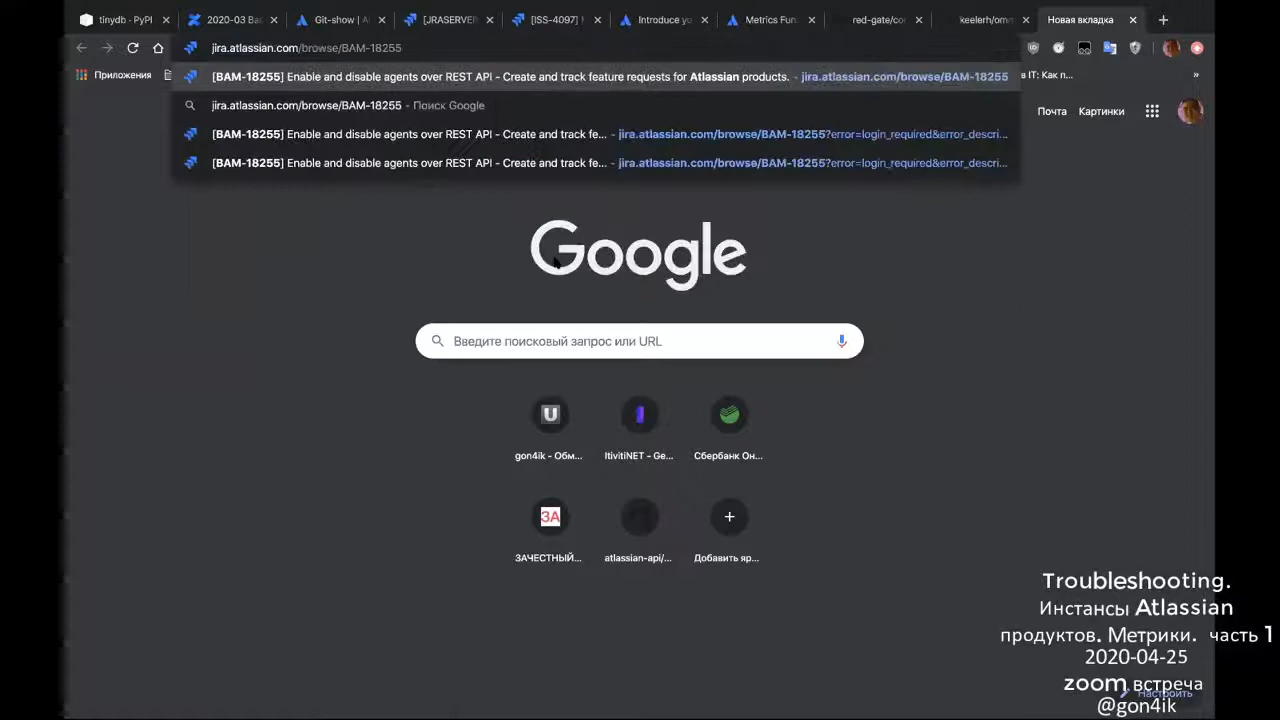 tinydb · PyPI
2020-03 Bam
Git-show | A
[JRASERVER
[ISS-4097]
Introduce yo
Metrics Fun
red-gate/cor
keelerh/omn
Новая вкладка
jira.atlassian.com/browse/BAM-18255
Приложения
[BAM-18255] Enable and disable agents over REST API - Create and track feature requests for Atlassian products. - jira.atlassian.com/browse/BAM-18255
в IT: Как п...
»
jira.atlassian.com/browse/BAM-18255 - Поиск Google
Почта Картинки
[BAM-18255] Enable and disable agents over REST API - Create and track fe... - jira.atlassian.com/browse/BAM-18255?error=login_required&error_descri...
[BAM-18255] Enable and disable agents over REST API - Create and track fe... - jira.atlassian.com/browse/BAM-18255?error=login_required&error_descri...
Google
Введите поисковый запрос или URL
U
gon4ik - Обм...
ItivitiNET - Ge...
Сбербанк Он...
ЗА
ЗАЧЕСТНЫЙ...
atlassian-api/...
Добавить яр...
Troubleshooting.
Инстансы Atlassian
продуктов. Метрики. часть 1
2020-04-25
zoom встреча
Настроить
@gon4ik